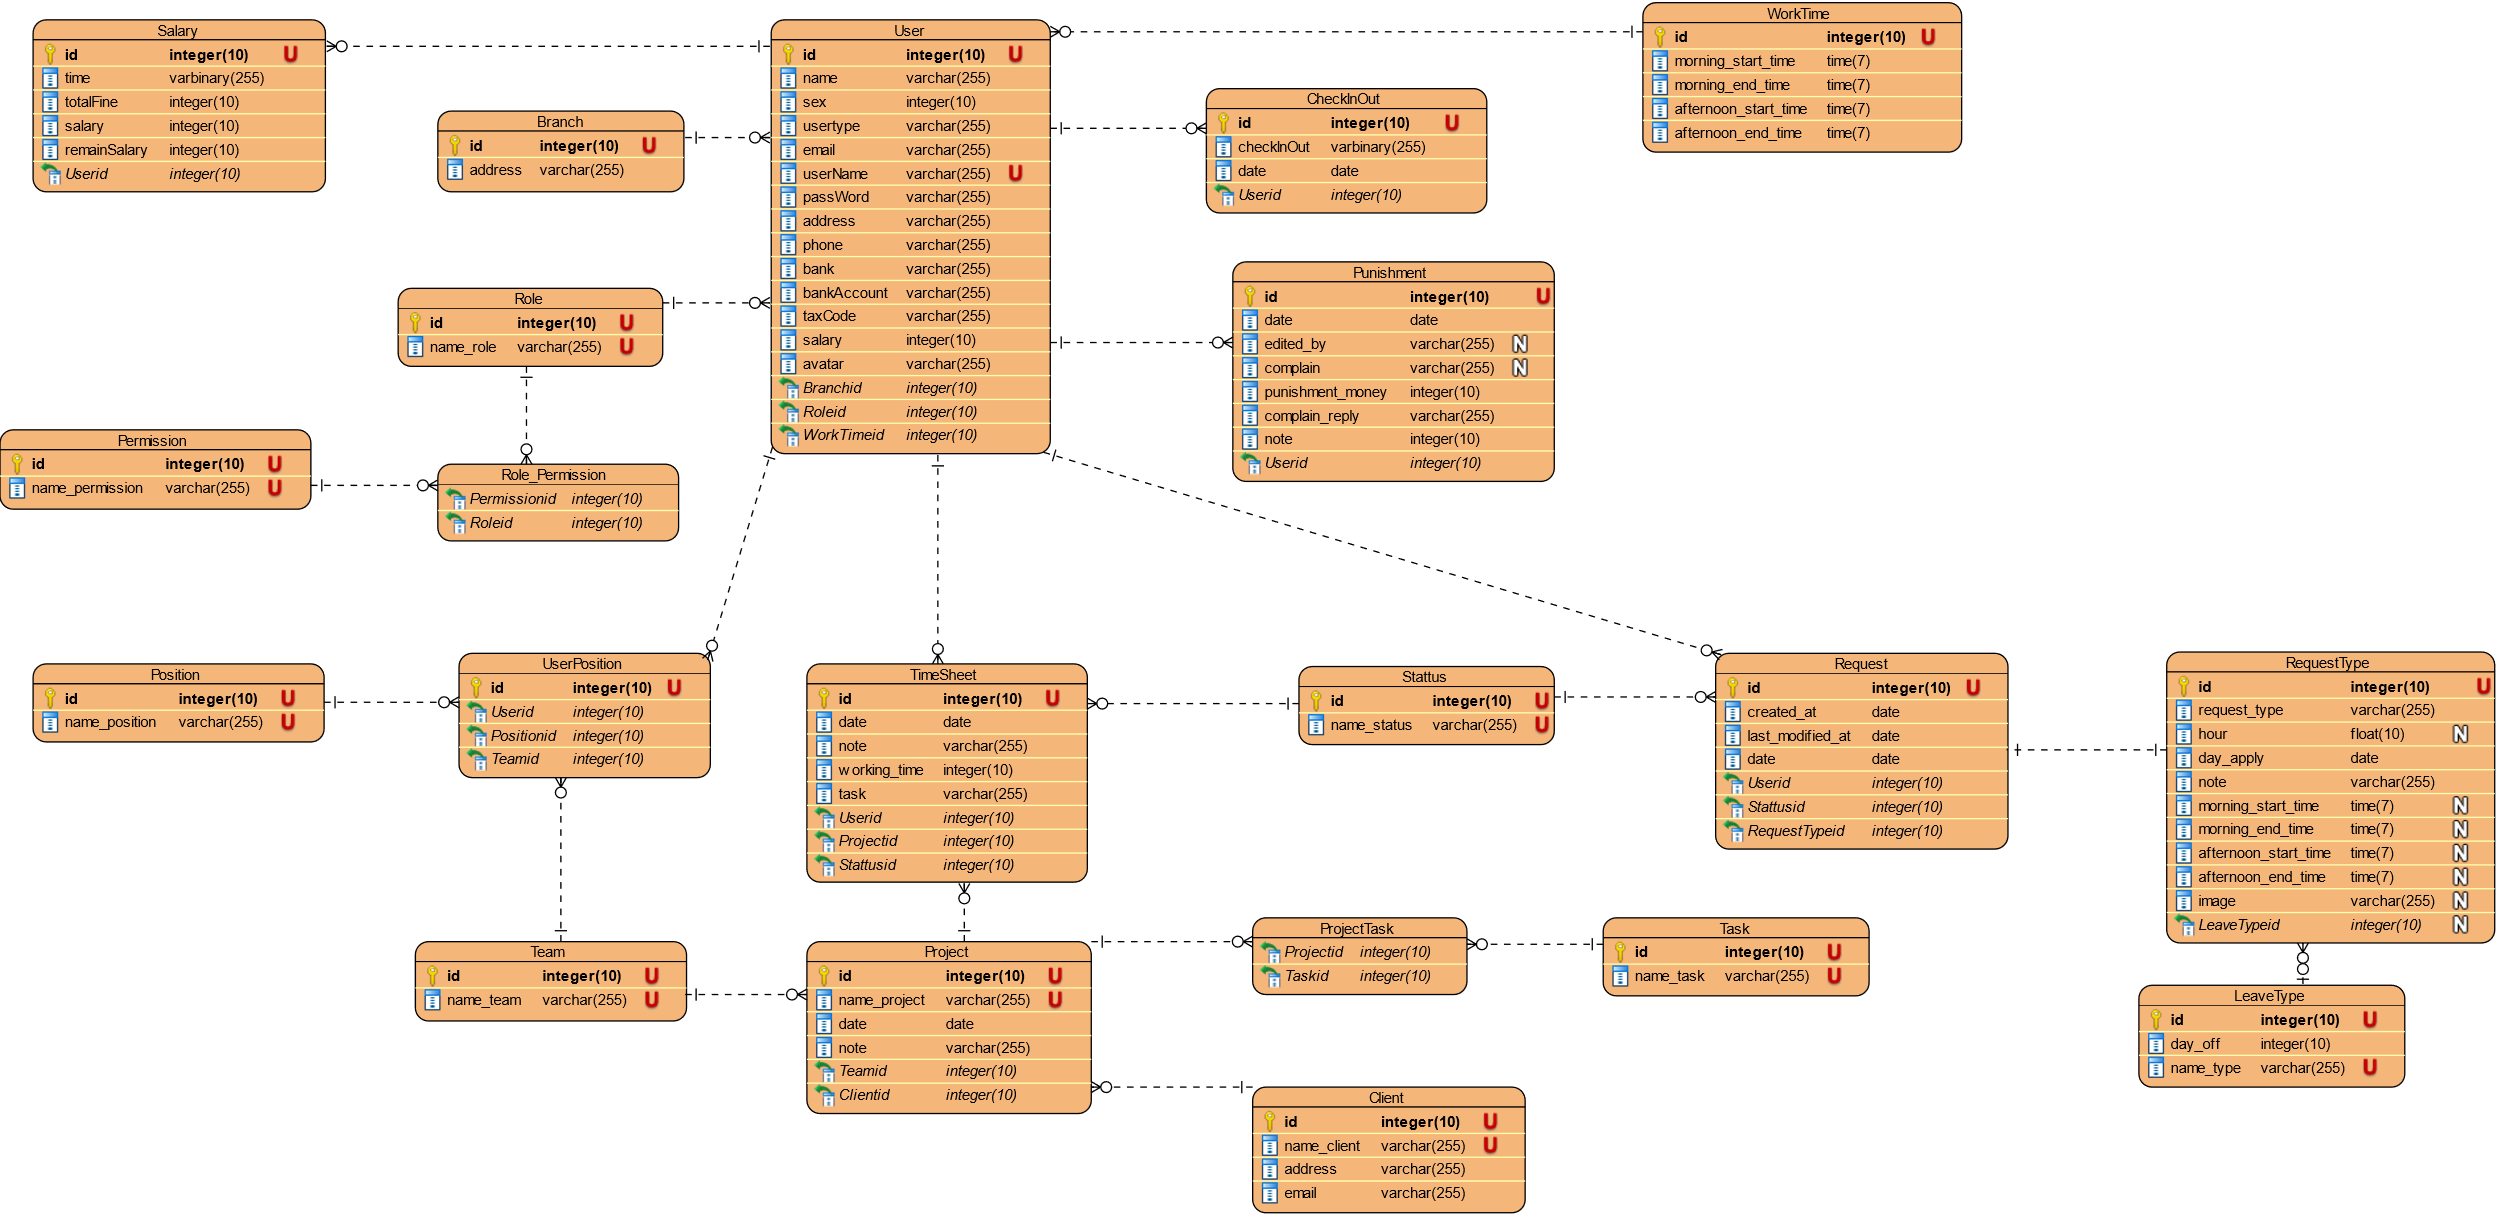 Salary
id integer(10) U
time varbinary(255)
totalFine integer(10)
salary integer(10)
remainSalary integer(10)
Userid integer(10)
Branch
id integer(10) U
address varchar(255)
User
id integer(10) U
name varchar(255)
sex integer(10)
usertype varchar(255)
email varchar(255)
userName varchar(255) U
passWord varchar(255)
address varchar(255)
phone varchar(255)
bank varchar(255)
bankAccount varchar(255)
taxCode varchar(255)
salary integer(10)
avatar varchar(255)
Branchid integer(10)
Roleid integer(10)
WorkTimeid integer(10)
WorkTime
id integer(10) U
morning_start_time time(7)
morning_end_time time(7)
afternoon_start_time time(7)
afternoon_end_time time(7)
CheckInOut
id integer(10) U
checkInOut varbinary(255)
date date
Userid integer(10)
Punishment
id integer(10) U
date date
edited_by varchar(255) N
complain varchar(255) N
punishment_money integer(10)
complain_reply varchar(255)
note integer(10)
Userid integer(10)
Role
id integer(10) U
name_role varchar(255) U
Permission
id integer(10) U
name_permission varchar(255) U
Role_Permission
Permissionid integer(10)
Roleid integer(10)
Position
id integer(10) U
name_position varchar(255) U
UserPosition
id integer(10) U
Userid integer(10)
Positionid integer(10)
Teamid integer(10)
TimeSheet
id integer(10) U
date date
note varchar(255)
working_time integer(10)
task varchar(255)
Userid integer(10)
Projectid integer(10)
Stattusid integer(10)
Stattus
id integer(10) U
name_status varchar(255) U
Request
id integer(10) U
created_at date
last_modified_at date
date date
Userid integer(10)
Stattusid integer(10)
RequestTypeid integer(10)
RequestType
id integer(10) U
request_type varchar(255)
hour float(10) N
day_apply date
note varchar(255)
morning_start_time time(7) N
morning_end_time time(7) N
afternoon_start_time time(7) N
afternoon_end_time time(7) N
image varchar(255) N
LeaveTypeid integer(10) N
Team
id integer(10) U
name_team varchar(255) U
Project
id integer(10) U
name_project varchar(255) U
date date
note varchar(255)
Teamid integer(10)
Clientid integer(10)
ProjectTask
Projectid integer(10)
Taskid integer(10)
Task
id integer(10) U
name_task varchar(255) U
LeaveType
id integer(10) U
day_off integer(10)
name_type varchar(255) U
Client
id integer(10) U
name_client varchar(255) U
address varchar(255)
email varchar(255)